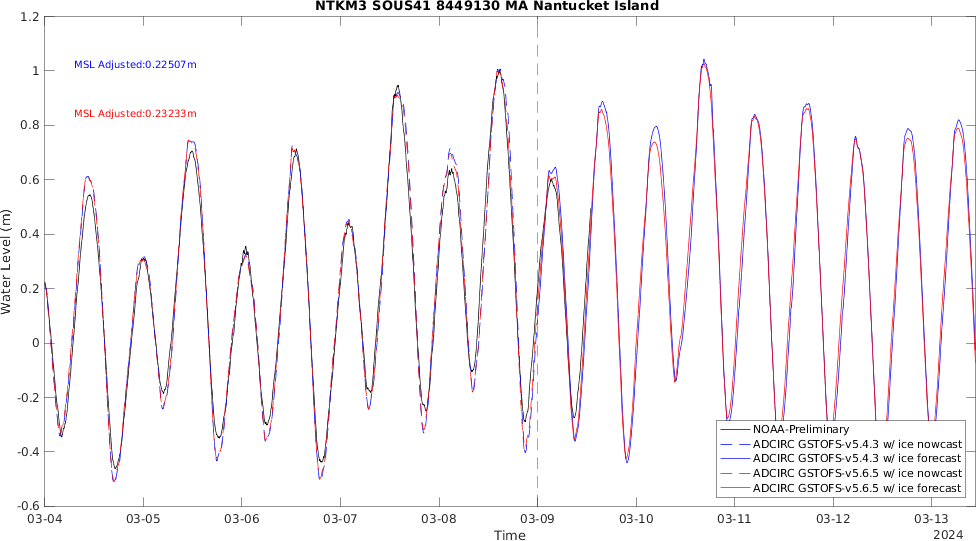 NTKM3 SOUS41 8449130 MA Nantucket Island
1.2
1
0.8
0.6
0.4
0.2
0
-0.2
-0.4
-0.6
Water Level (m)
MSL Adjusted:0.22507m
MSL Adjusted:0.23233m
NOAA-Preliminary
ADCIRC GSTOFS-v5.4.3 w/ ice nowcast
ADCIRC GSTOFS-v5.4.3 w/ ice forecast
ADCIRC GSTOFS-v5.6.5 w/ ice nowcast
ADCIRC GSTOFS-v5.6.5 w/ ice forecast
03-04 03-05 03-06 03-07 03-08 03-09 03-10 03-11 03-12 03-13
Time
2024